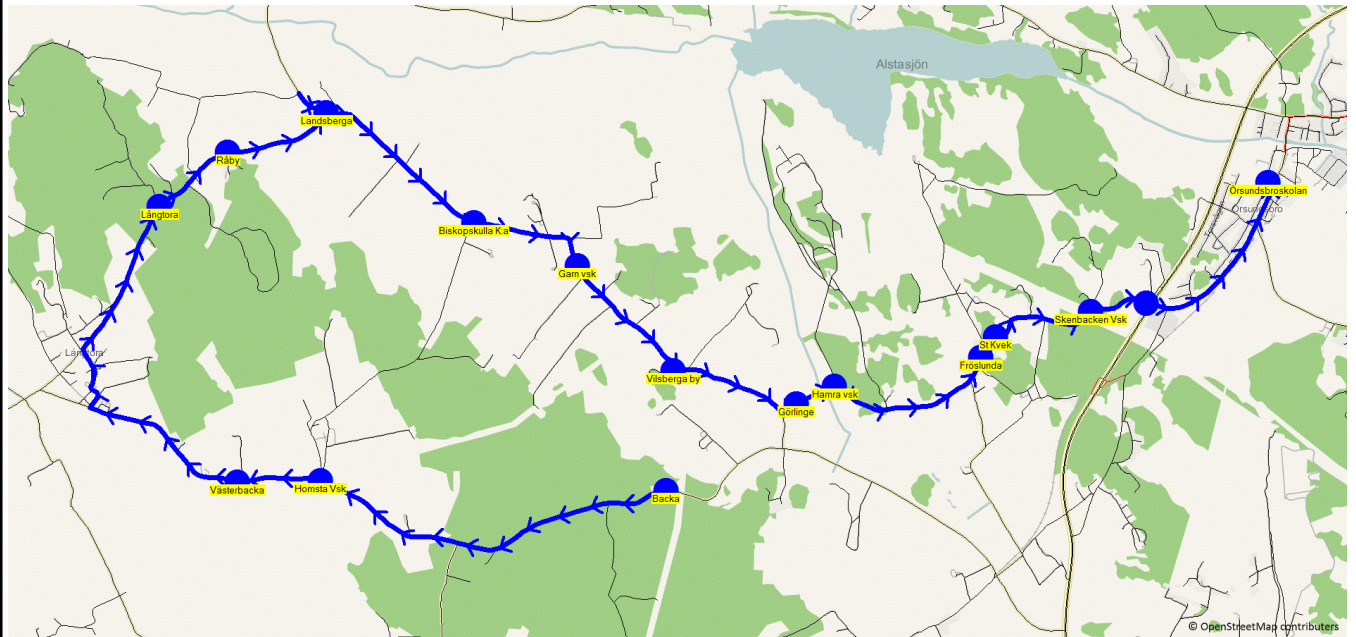 Alstasjön
Landsberga
Råby
Långtora
Biskopskulla K:a
Garn vsk
Örsundsbroskolan
Örsundsbro
Skenbacken Vsk
St Kvek
Fröslunda
Långtora
Vilsberga by
Hamra vsk
Görlinge
Västerbacka
Homsta Vsk
Backa
© OpenStreetMap contributors